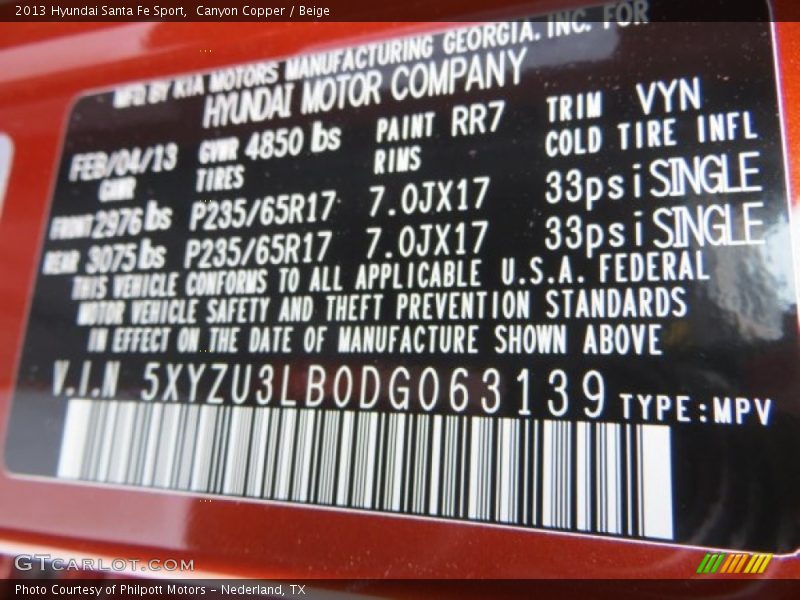 2013 Hyundai Santa Fe Sport,  Canyon Copper / Beige
MFD BY KIA MOTORS MANUFACTURING GEORGIA. INC. FOR
HYUNDAI MOTOR COMPANY
FEB/04/13 GVWR 4850 lbs PAINT RR7 TRIM VYN
GAWR TIRES RIMS COLD TIRE INFL
FRONT 2976 lbs P235/65R17 7.0JX17 33psi SINGLE
REAR 3075 lbs P235/65R17 7.0JX17 33psi SINGLE
THIS VEHICLE CONFORMS TO ALL APPLICABLE U.S.A. FEDERAL
MOTOR VEHICLE SAFETY AND THEFT PREVENTION STANDARDS
IN EFFECT ON THE DATE OF MANUFACTURE SHOWN ABOVE
V.I.N 5XYZU3LB0DG063139 TYPE:MPV
GTCARLOT.COM
Photo Courtesy of Philpott Motors - Nederland, TX